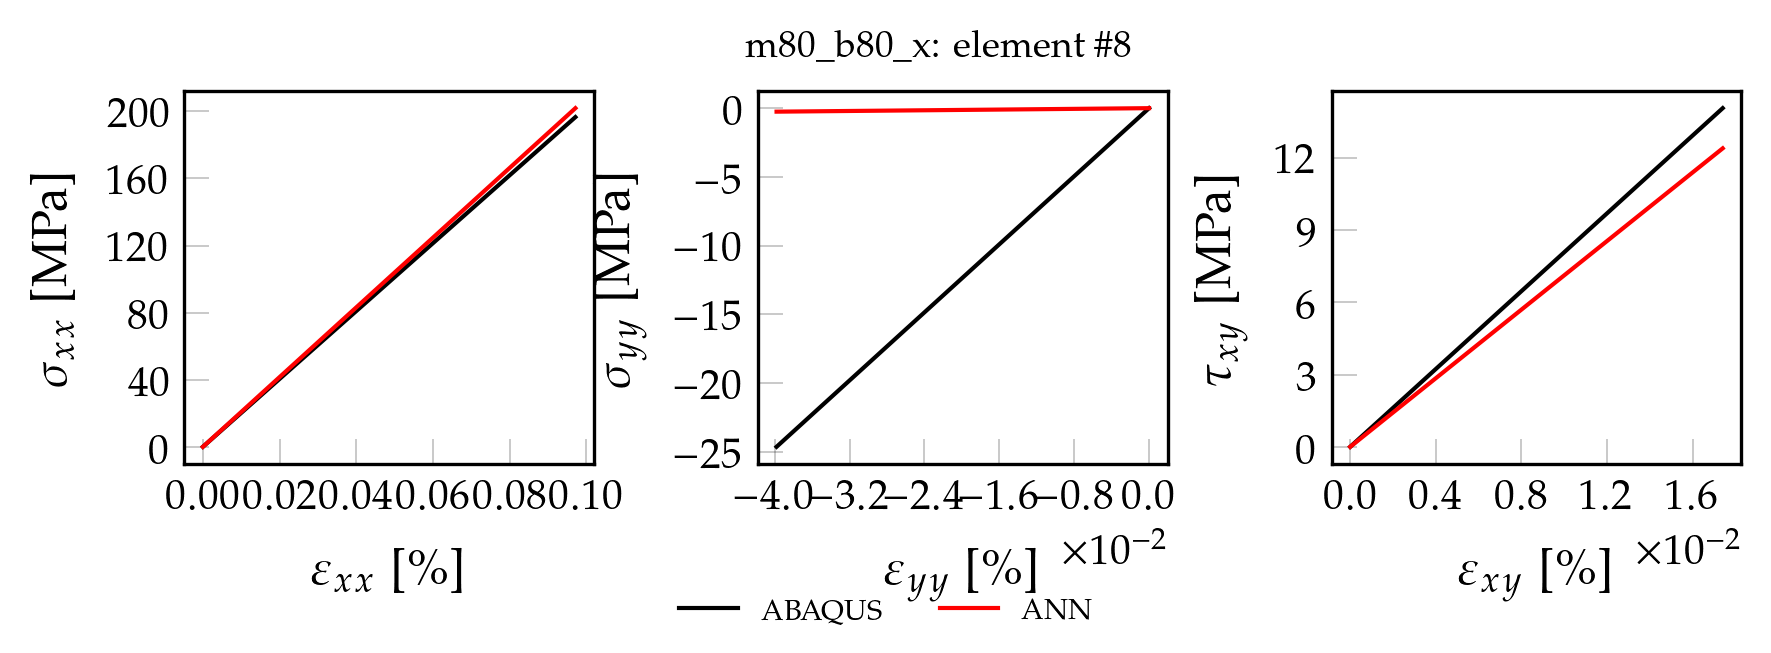 m80_b80_x: element #8
σxx [MPa]
200
160
120
80
40
0
0.00 0.02 0.04 0.06 0.08 0.10
εxx [%]
σyy [MPa]
0
−5
−10
−15
−20
−25
−4.0 −3.2 −2.4 −1.6 −0.8 0.0
×10−2
εyy [%]
τxy [MPa]
12
9
6
3
0
0.0 0.4 0.8 1.2 1.6
×10−2
εxy [%]
ABAQUS ANN